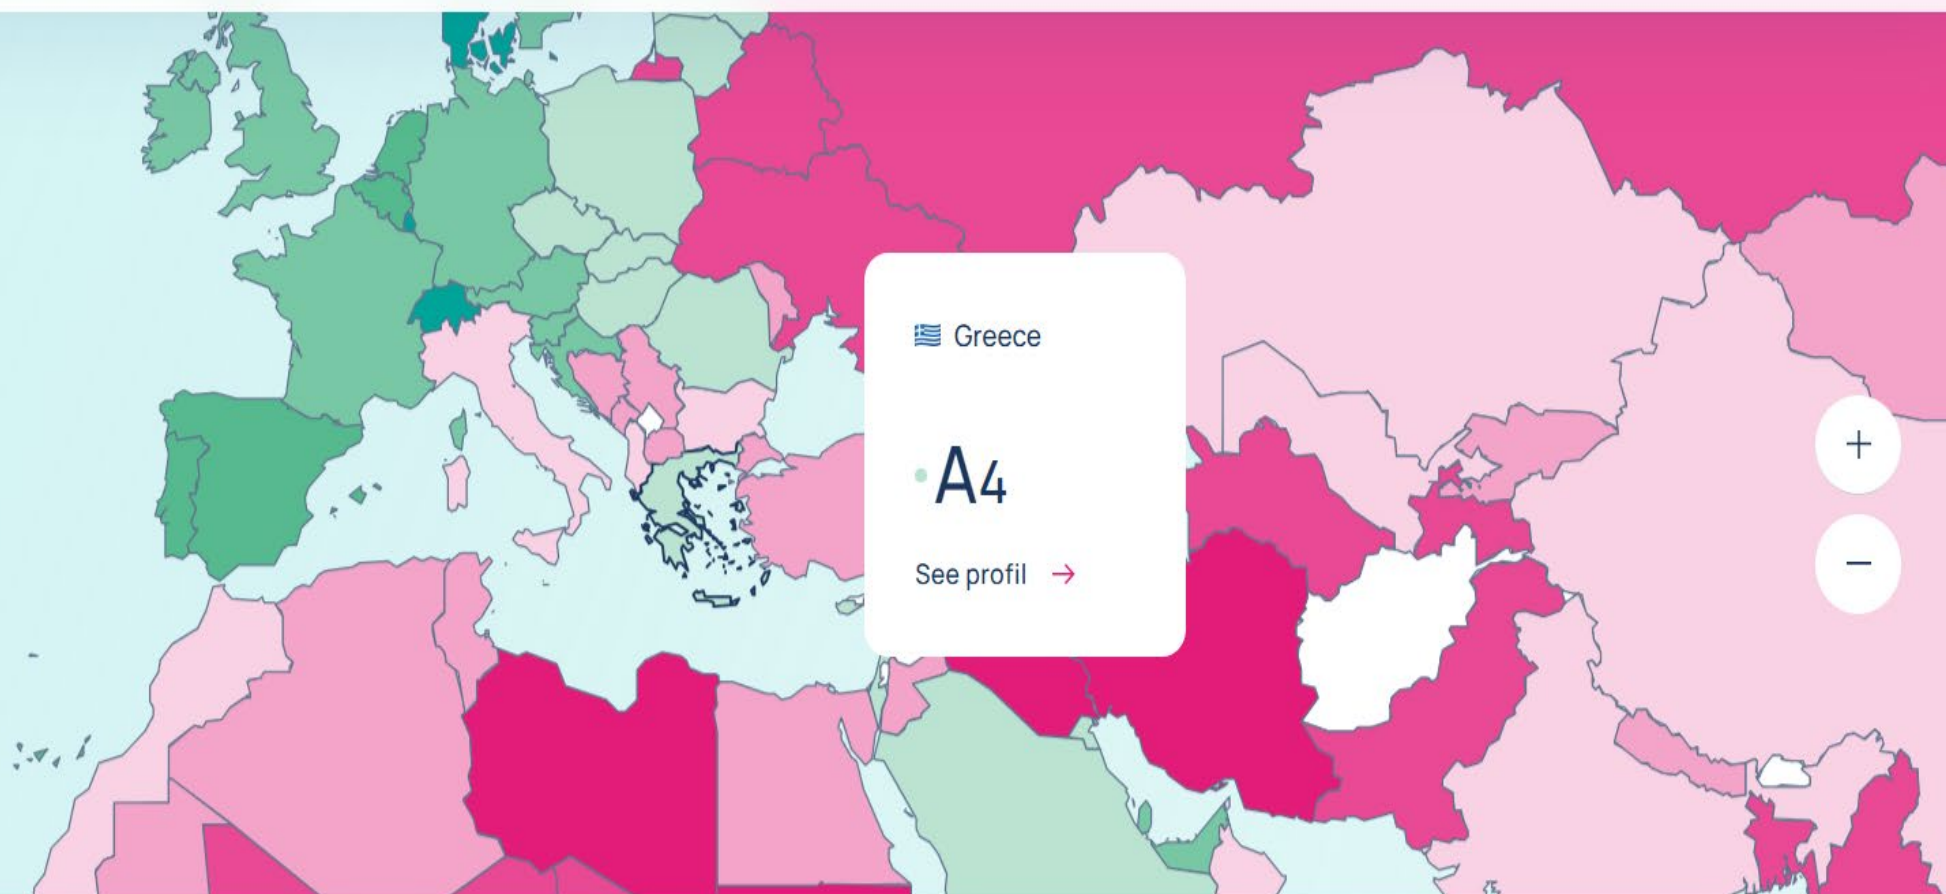 Greece
A4
See profil →
+
−